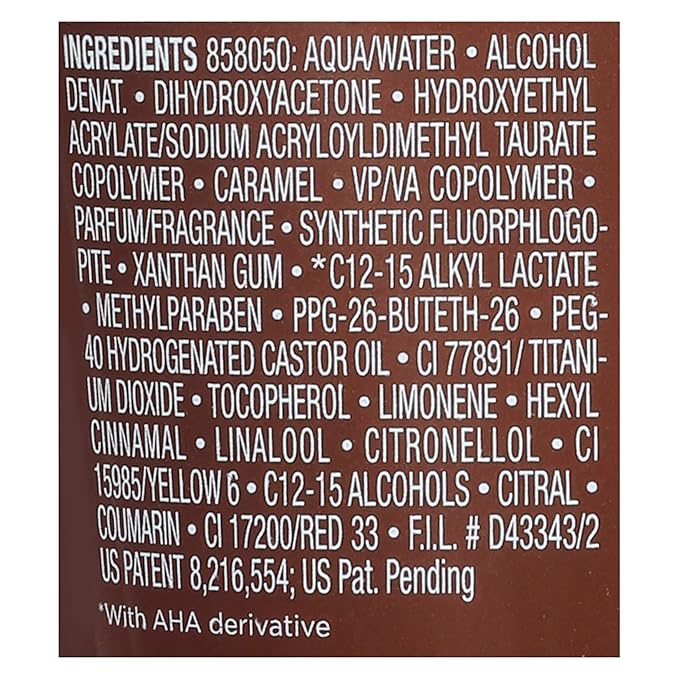 INGREDIENTS 858050: AQUA/WATER • ALCOHOL
DENAT. • DIHYDROXYACETONE • HYDROXYETHYL
ACRYLATE/SODIUM ACRYLOYLDIMETHYL TAURATE
COPOLYMER • CARAMEL • VP/VA COPOLYMER •
PARFUM/FRAGRANCE • SYNTHETIC FLUORPHLOGO-
PITE • XANTHAN GUM • *C12-15 ALKYL LACTATE
• METHYLPARABEN • PPG-26-BUTETH-26 • PEG-
40 HYDROGENATED CASTOR OIL • CI 77891/ TITANI-
UM DIOXIDE • TOCOPHEROL • LIMONENE • HEXYL
CINNAMAL • LINALOOL • CITRONELLOL • CI
15985/YELLOW 6 • C12-15 ALCOHOLS • CITRAL •
COUMARIN • CI 17200/RED 33 • F.I.L. # D43343/2
US PATENT 8,216,554; US Pat. Pending
*With AHA derivative